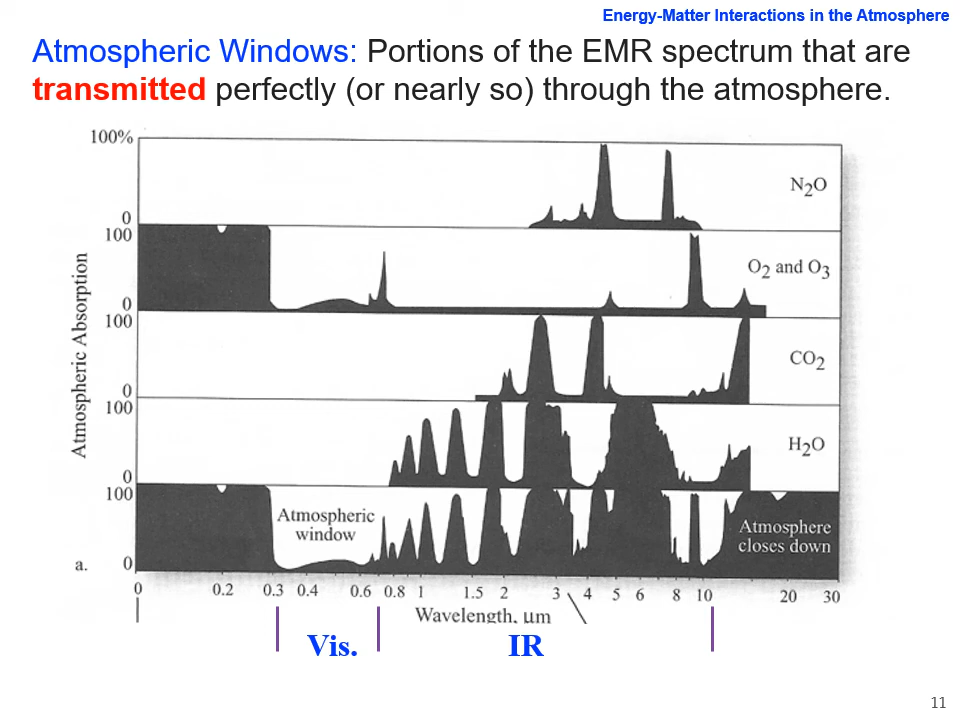 Energy-Matter Interactions in the Atmosphere
Atmospheric Windows: Portions of the EMR spectrum that are
transmitted perfectly (or nearly so) through the atmosphere.
100%
N₂O
0
100
O₂ and O₃
0
100
CO₂
0
100
H₂O
0
100
Atmospheric
window
Atmosphere
closes down
a.
0
Atmospheric Absorption
0 0.2 0.3 0.4 0.6 0.8 1 1.5 2 3 4 5 6 8 10 20 30
Wavelength, μm
Vis. IR
11